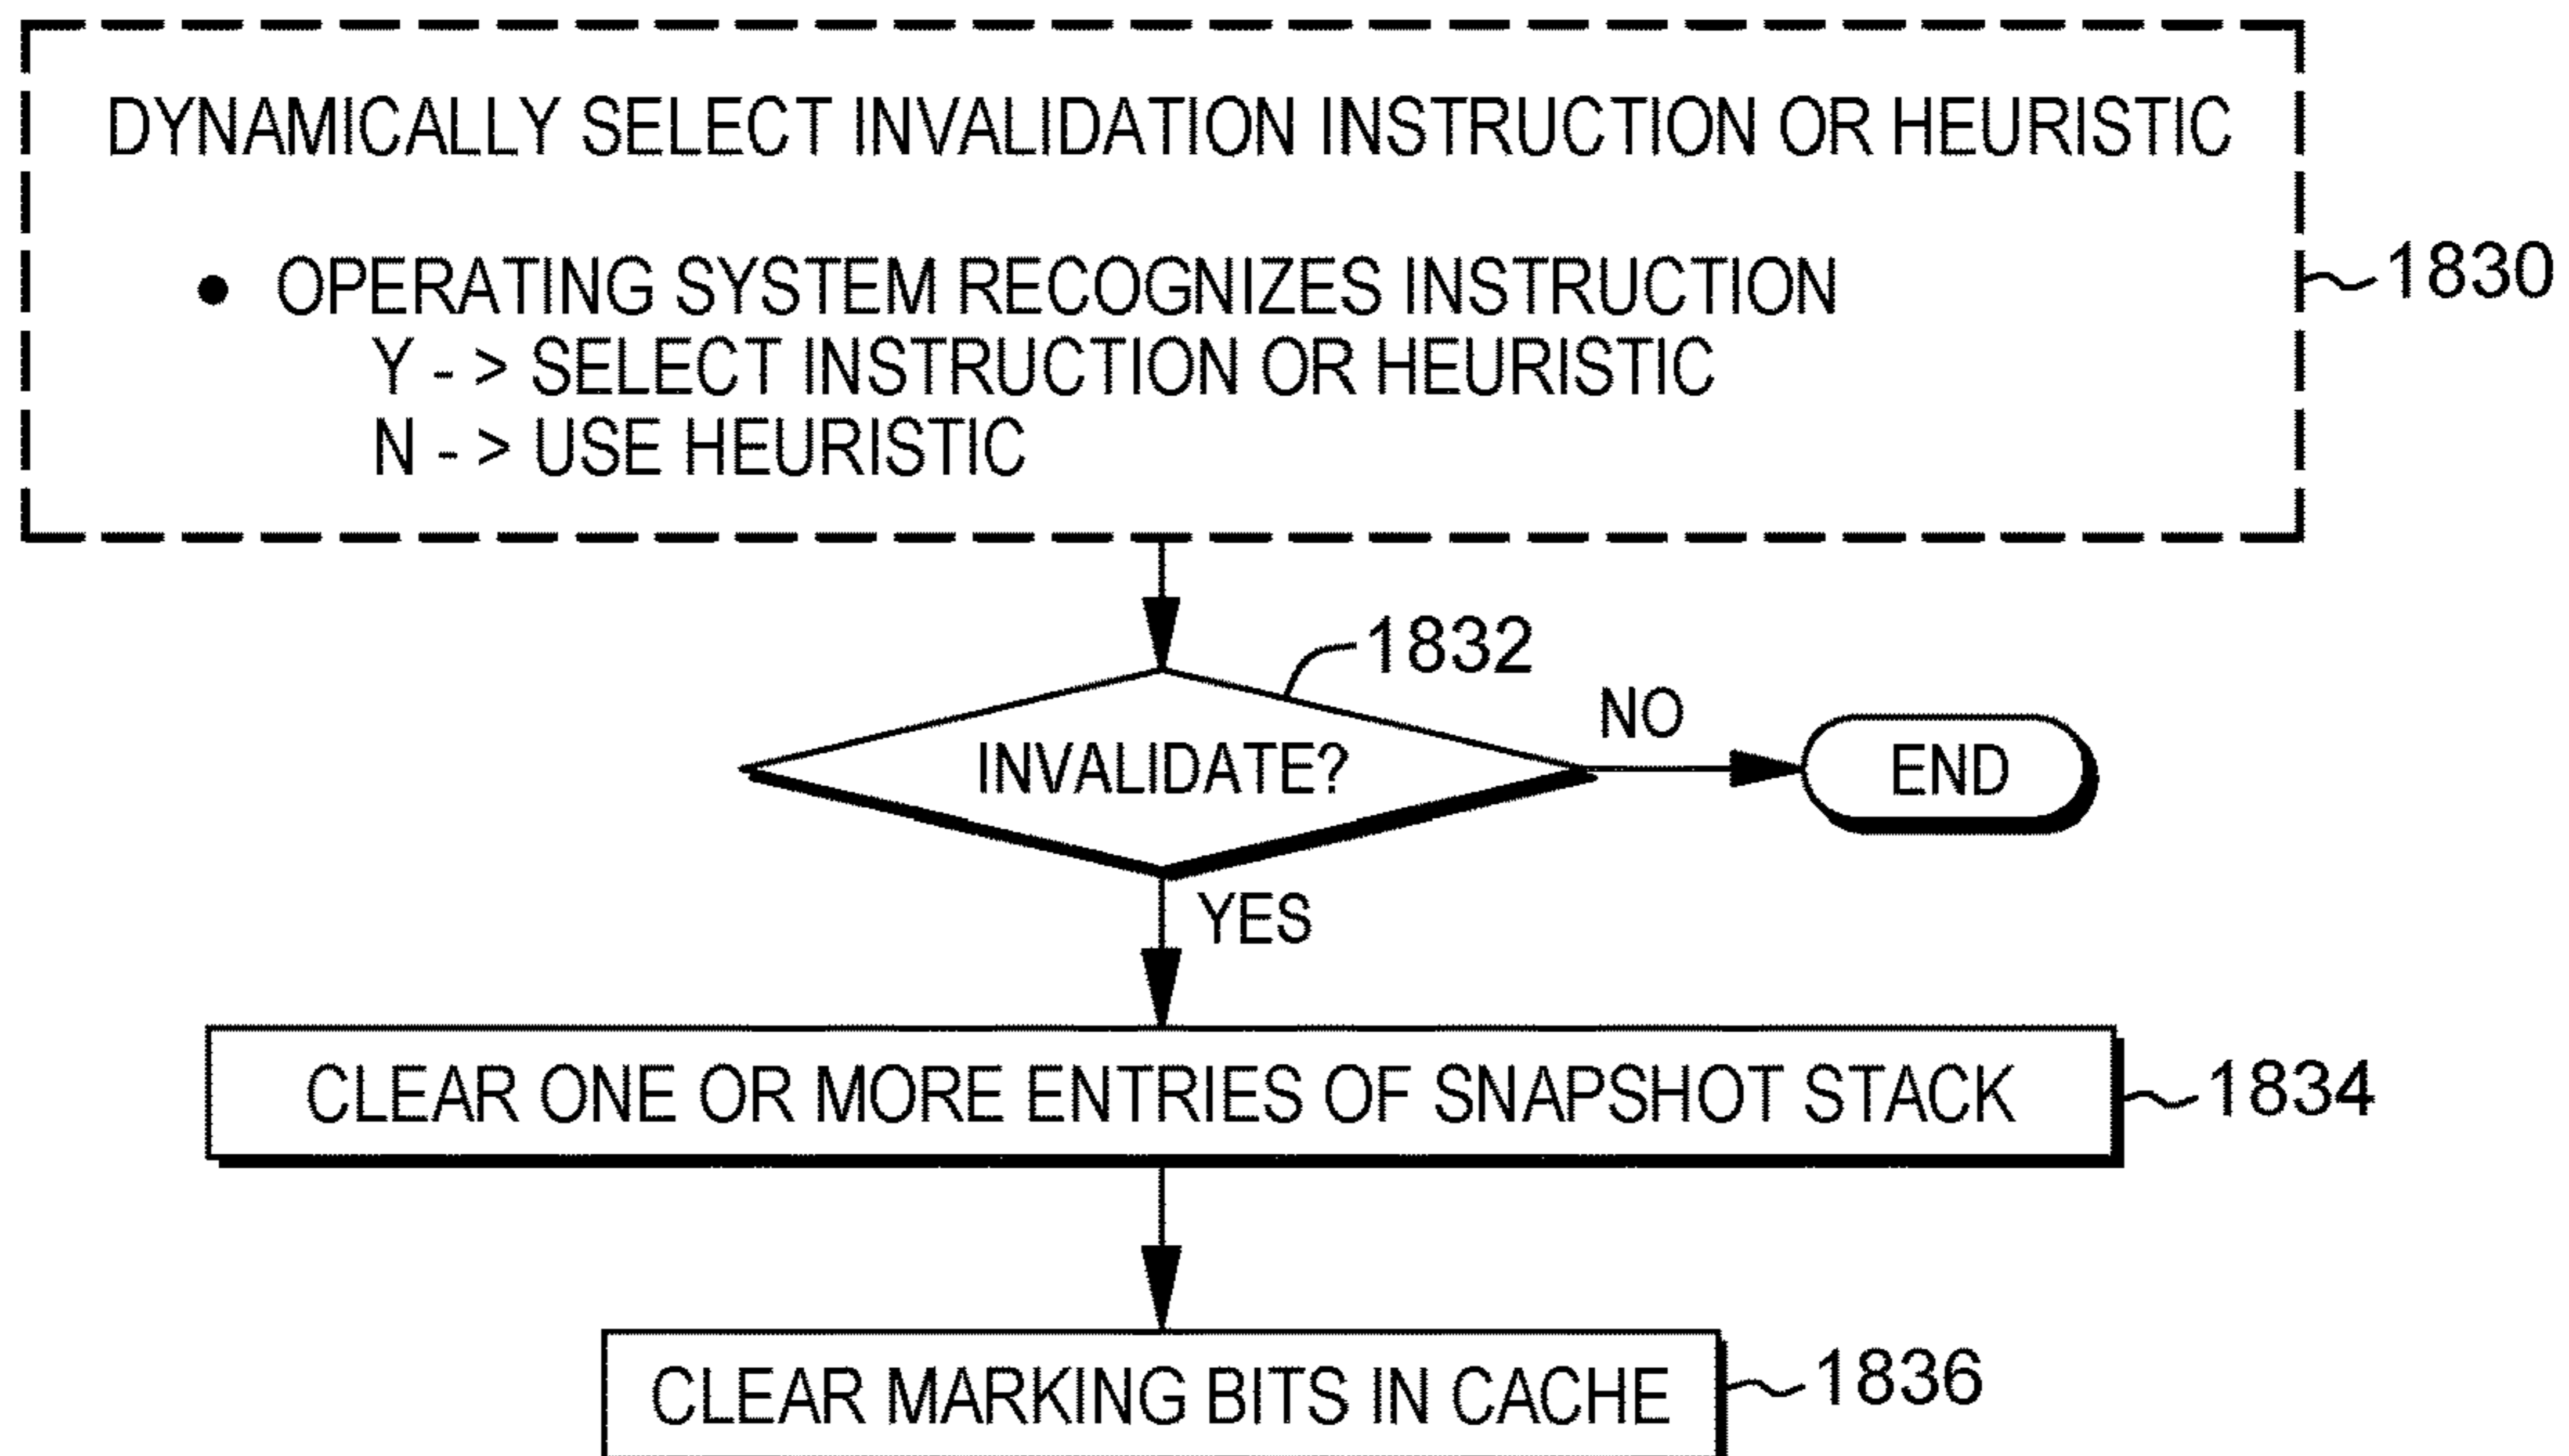 DYNAMICALLY SELECT INVALIDATION INSTRUCTION OR HEURISTIC
• OPERATING SYSTEM RECOGNIZES INSTRUCTION
Y - > SELECT INSTRUCTION OR HEURISTIC
N - > USE HEURISTIC
1830
1832
INVALIDATE?
NO
END
YES
CLEAR ONE OR MORE ENTRIES OF SNAPSHOT STACK
1834
CLEAR MARKING BITS IN CACHE
1836